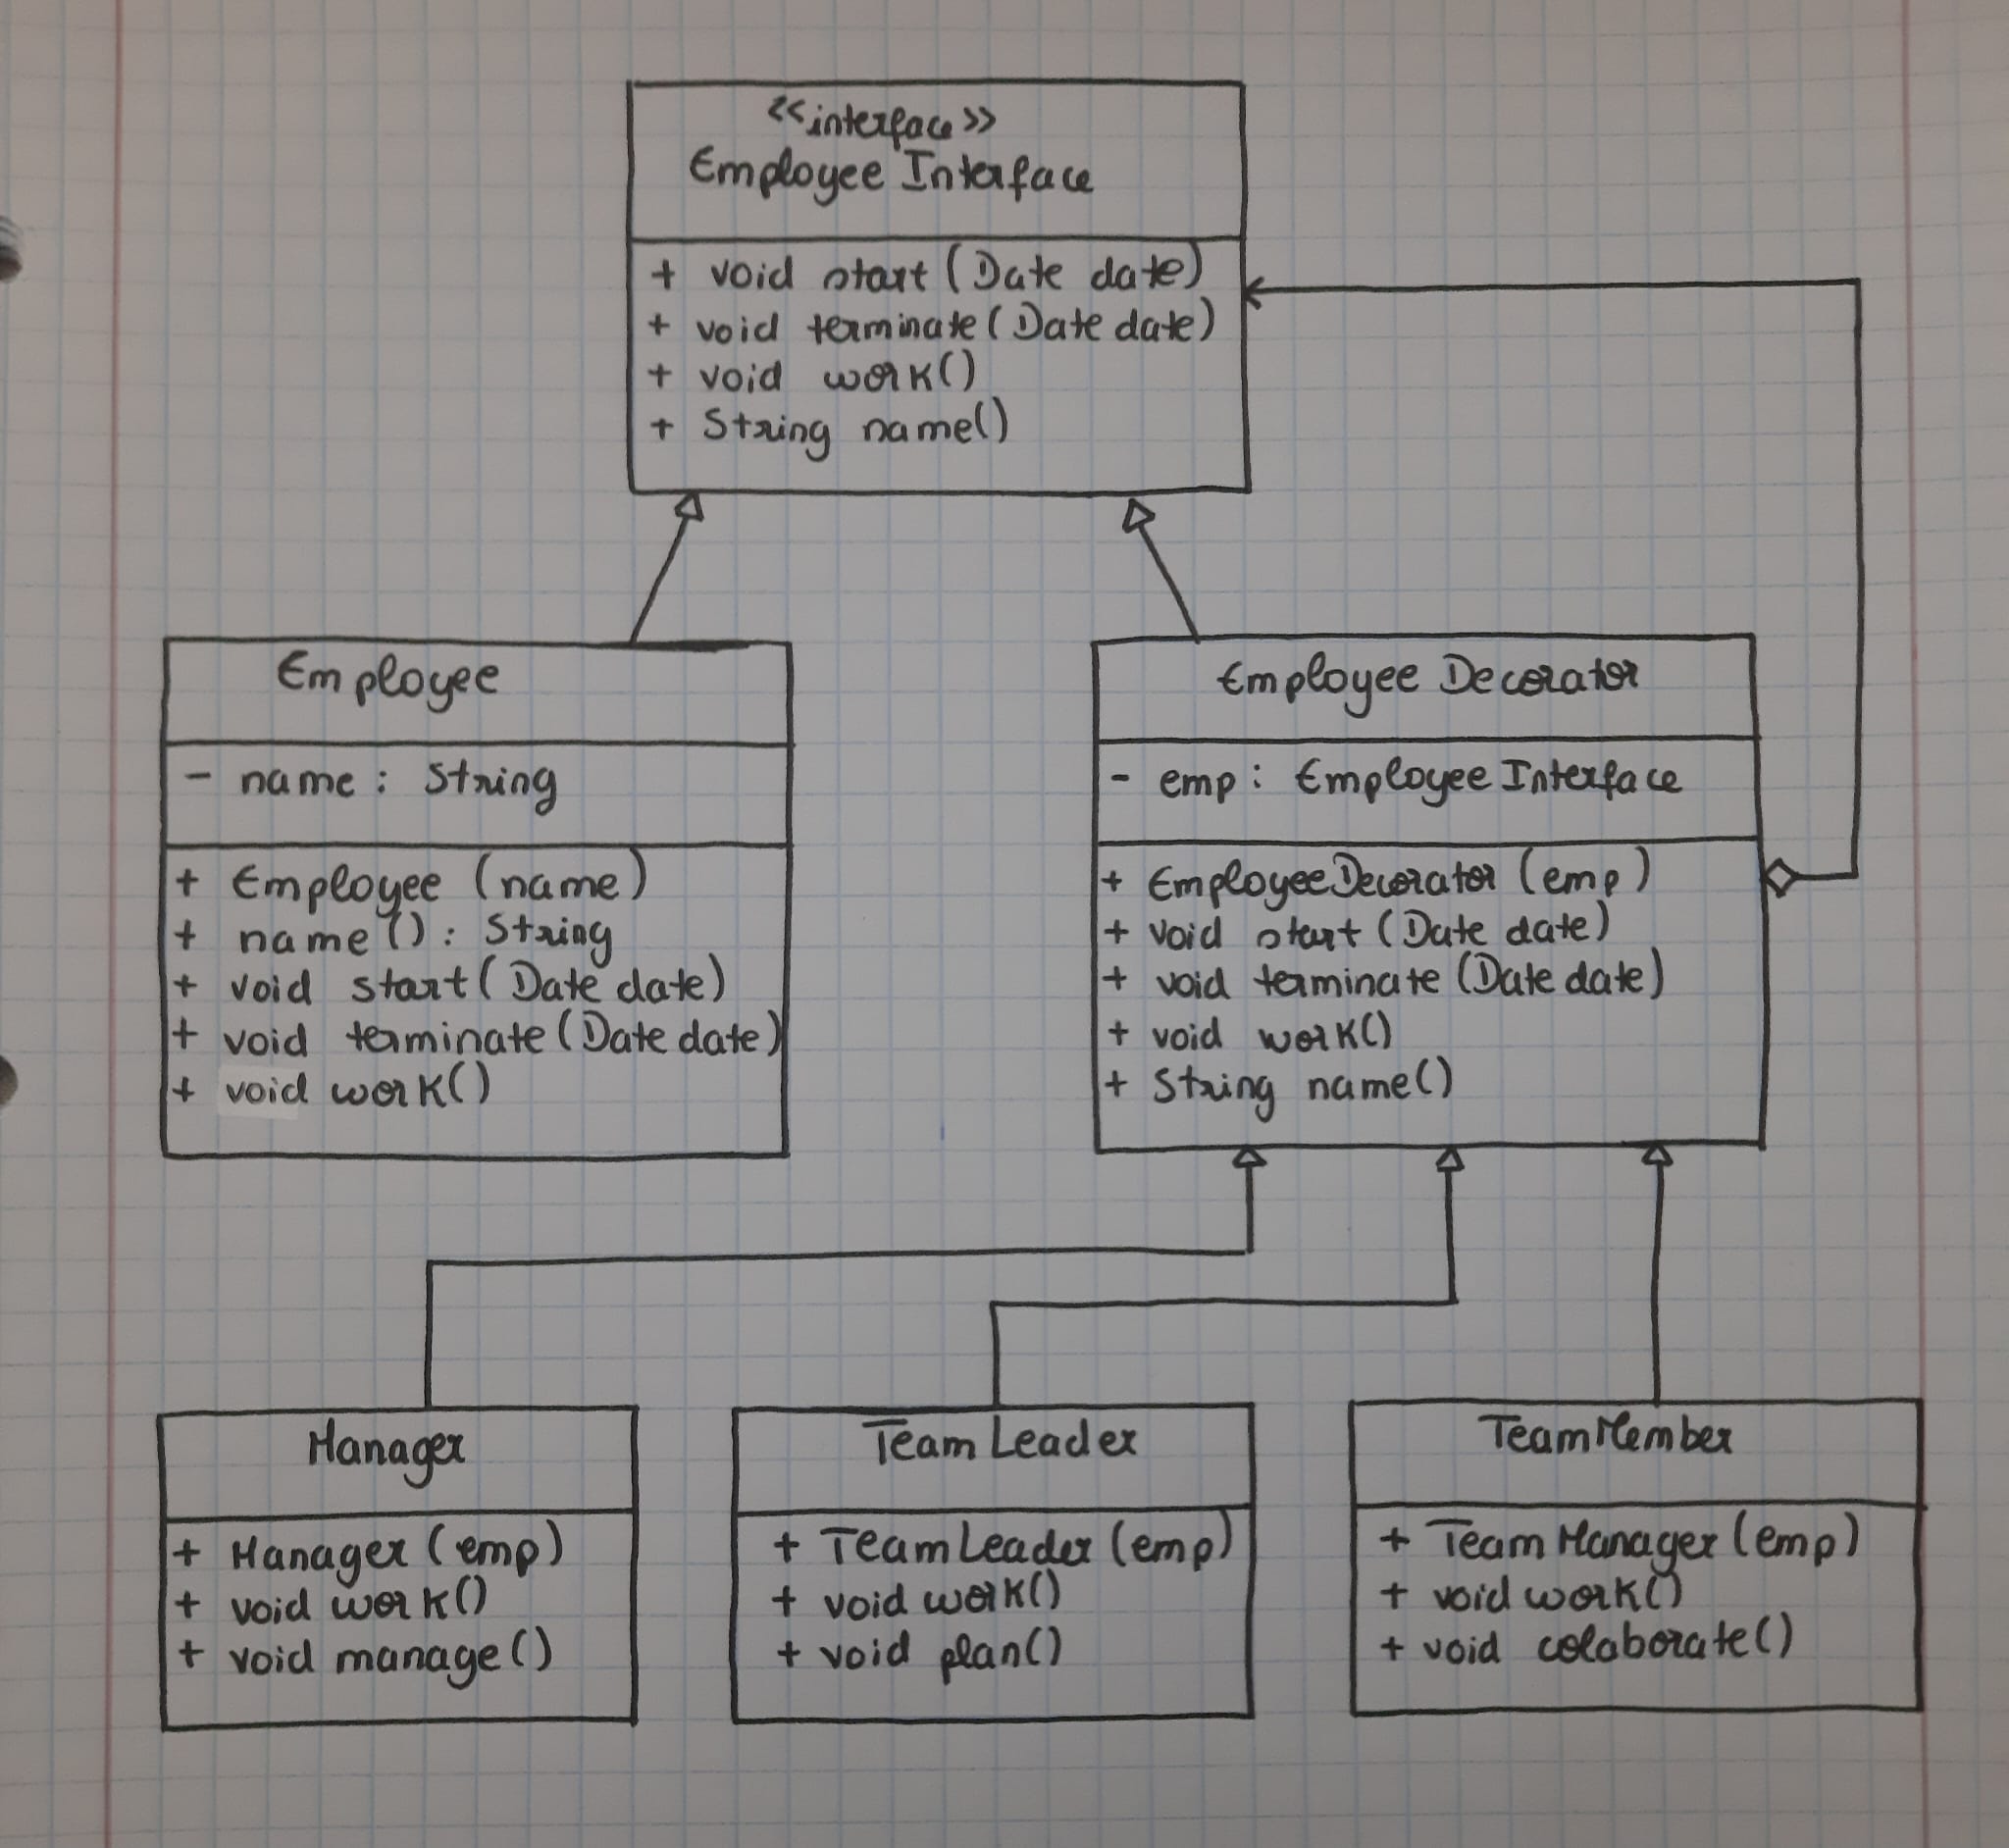 <<interface>>
Employee Interface
+ void start (Date date)
+ void terminate (Date date)
+ void work()
+ String name()
Employee
- name : String
+ Employee (name)
+ name() : String
+ void start (Date date)
+ void terminate (Date date)
+ void work()
Employee Decorator
- emp : Employee Interface
+ EmployeeDecorator (emp)
+ void start (Date date)
+ void terminate (Date date)
+ void work()
+ String name()
Manager
+ Manager (emp)
+ void work()
+ void manage()
Team Leader
+ Team Leader (emp)
+ void work()
+ void plan()
TeamMember
+ Team Manager (emp)
+ void work()
+ void colaborate()